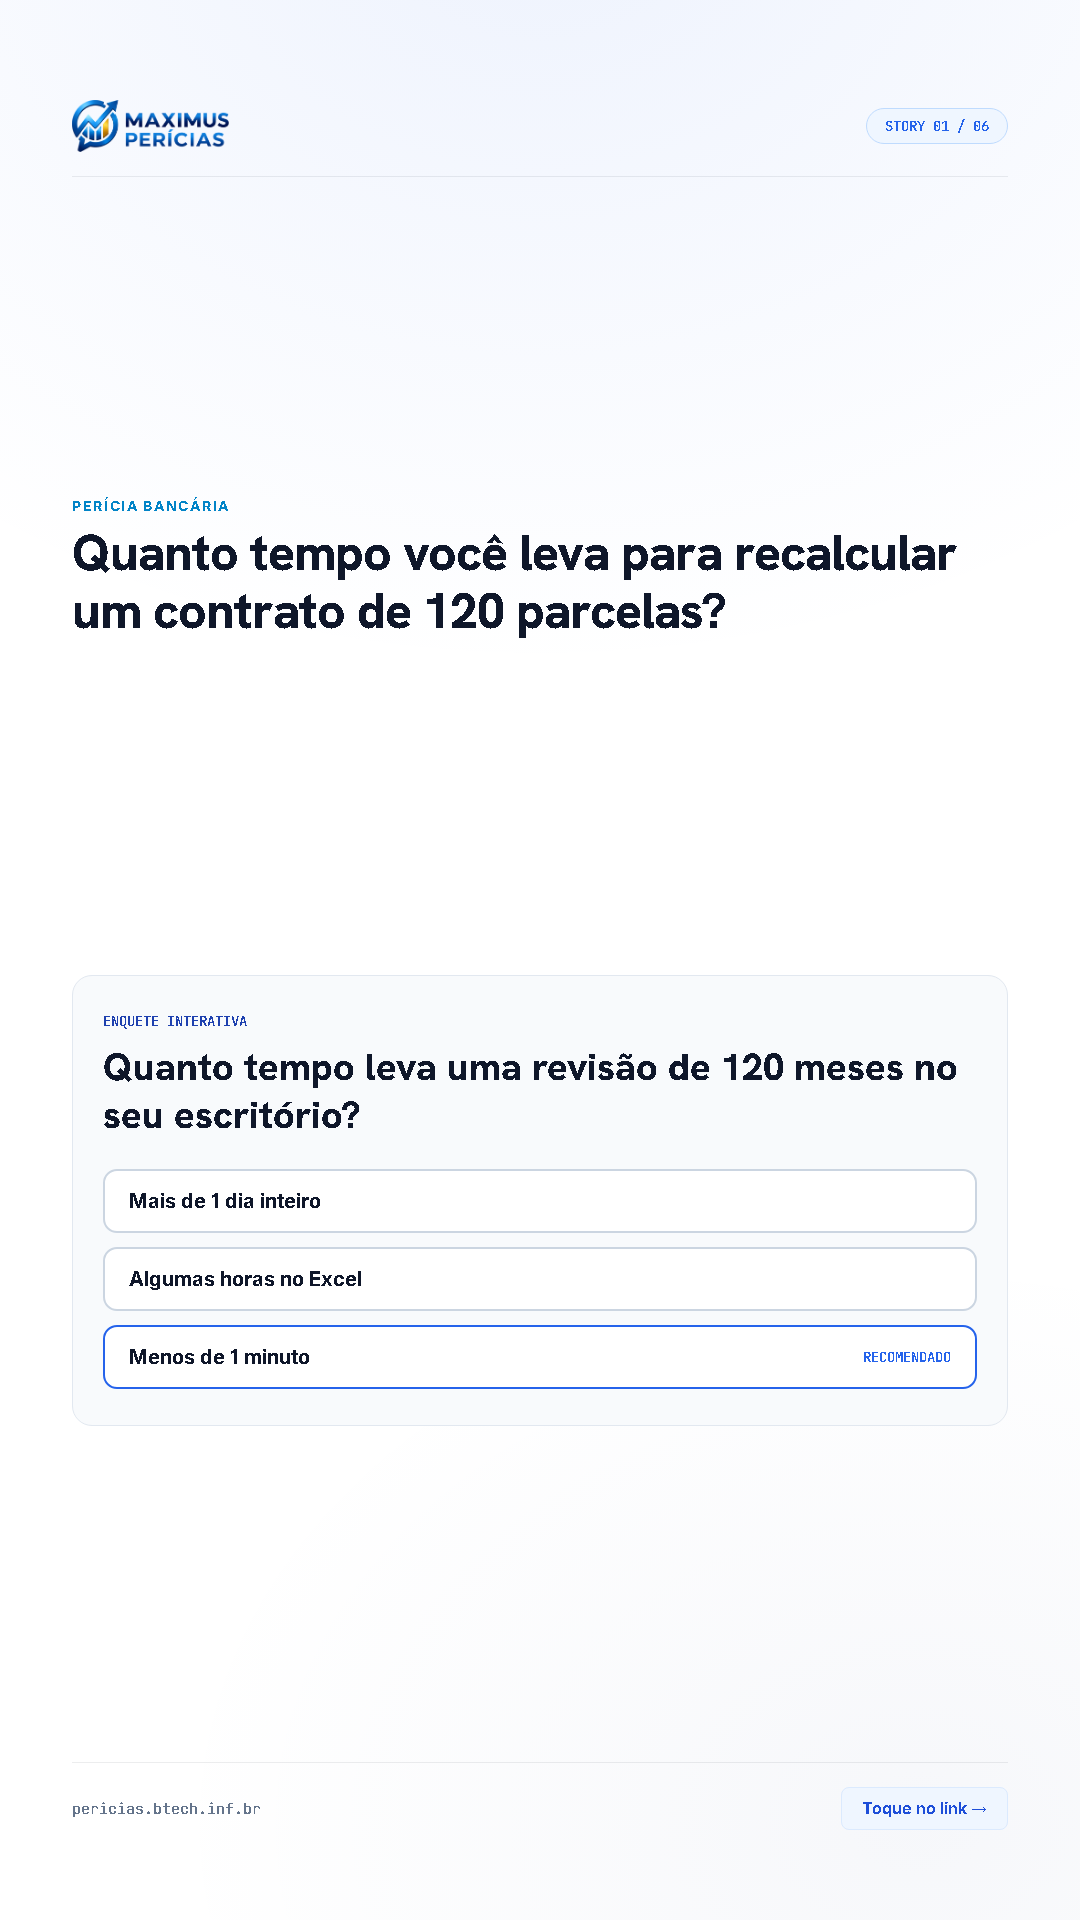 MAXIMUS
PERÍCIAS
STORY 01 / 06
PERÍCIA BANCÁRIA
Quanto tempo você leva para recalcular
um contrato de 120 parcelas?
ENQUETE INTERATIVA
Quanto tempo leva uma revisão de 120 meses no
seu escritório?
Mais de 1 dia inteiro
Algumas horas no Excel
Menos de 1 minuto
RECOMENDADO
pericias.btech.inf.br
Toque no link →